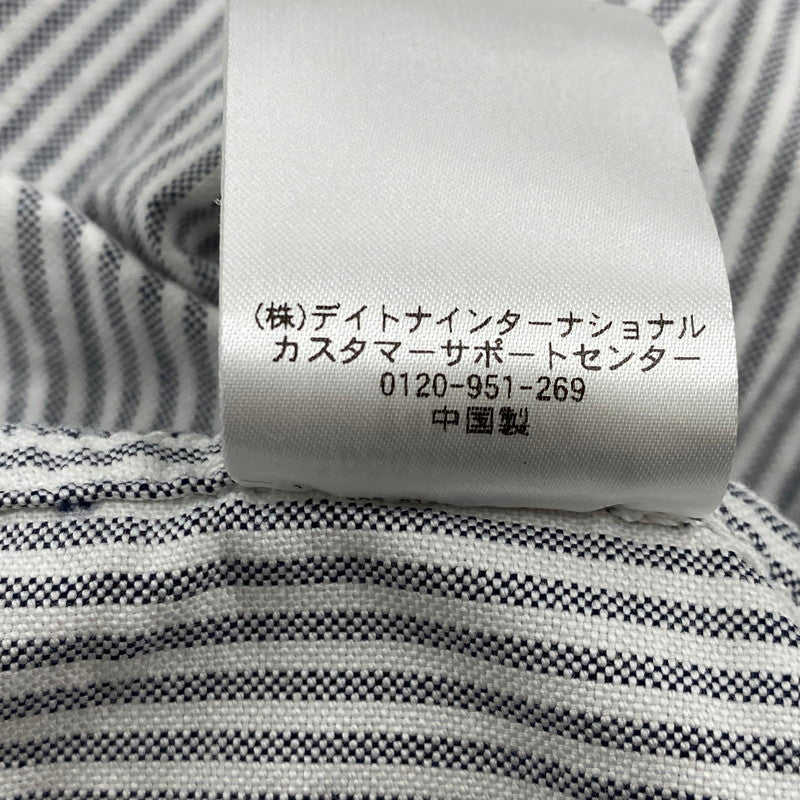 (株)デイトナインターナショナル
カスタマーサポートセンター
0120-951-269
中国製